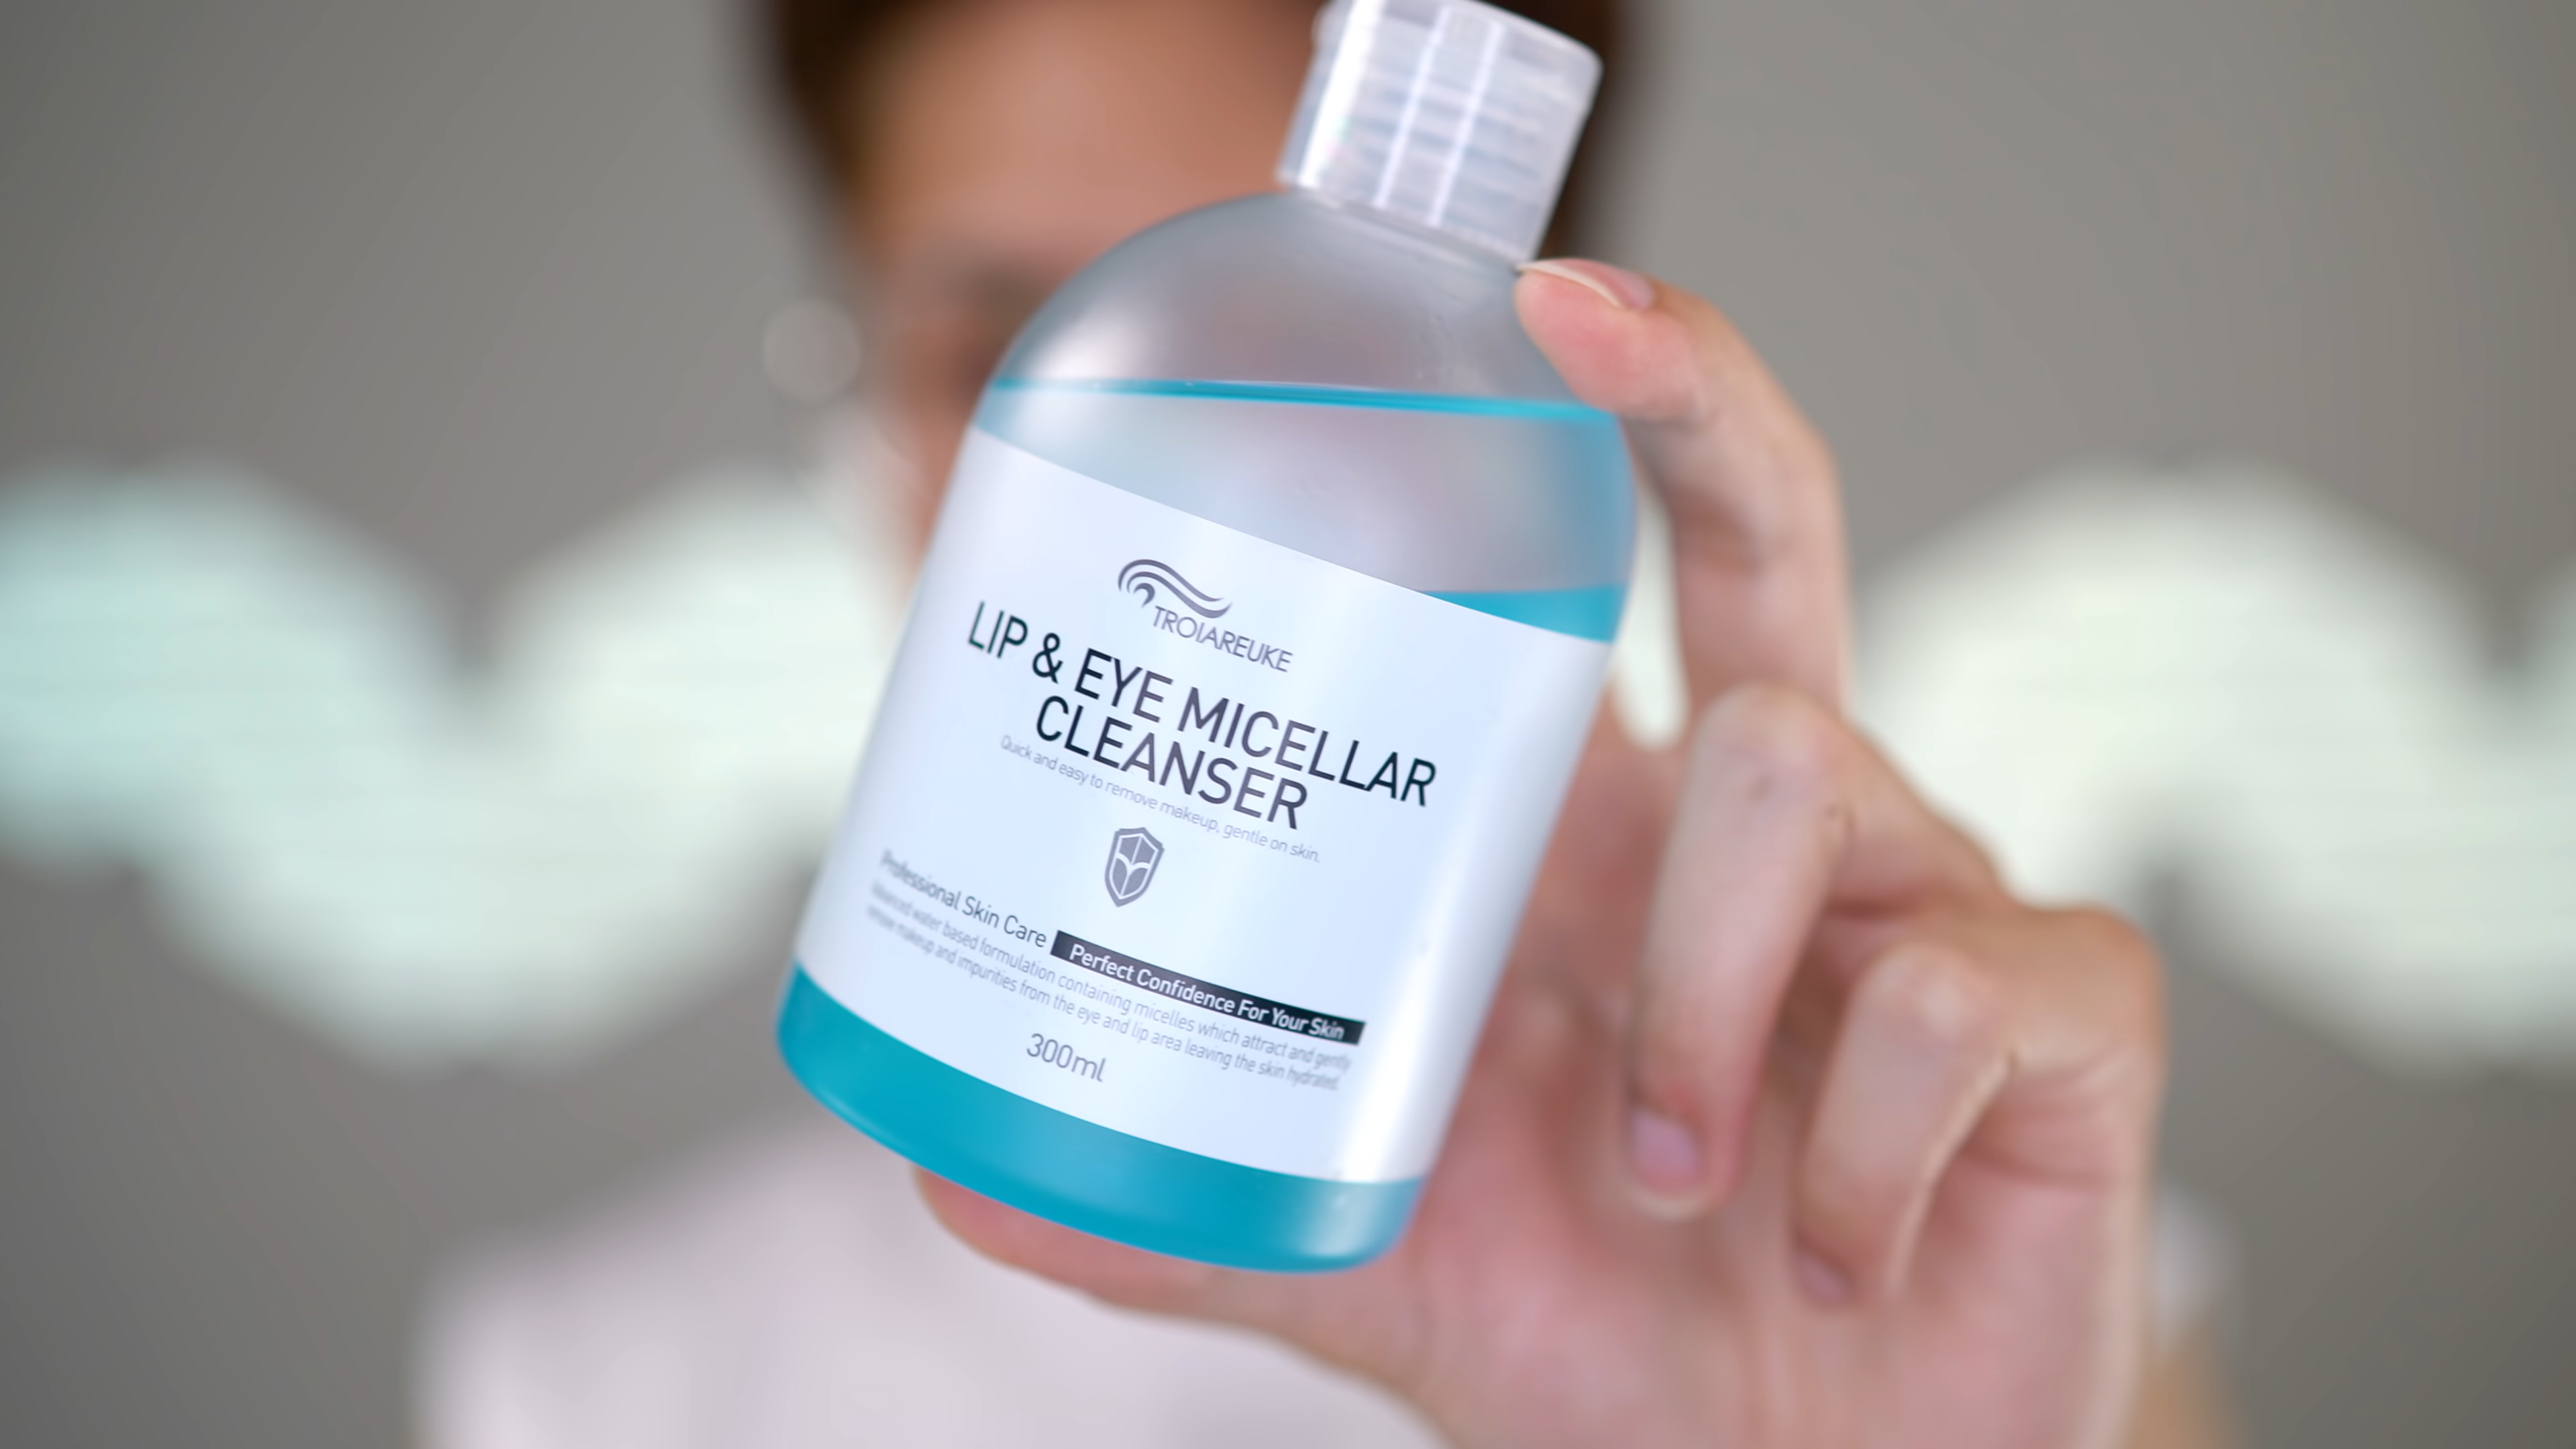 TROIAREUKE
LIP & EYE MICELLAR
CLEANSER
Quick and easy to remove makeup, gentle on skin.
Professional Skin Care Perfect Confidence For Your Skin
Advanced water based formulation containing micelles which attract and gently
remove makeup and impurities from the eye and lip area leaving the skin hydrated.
300ml